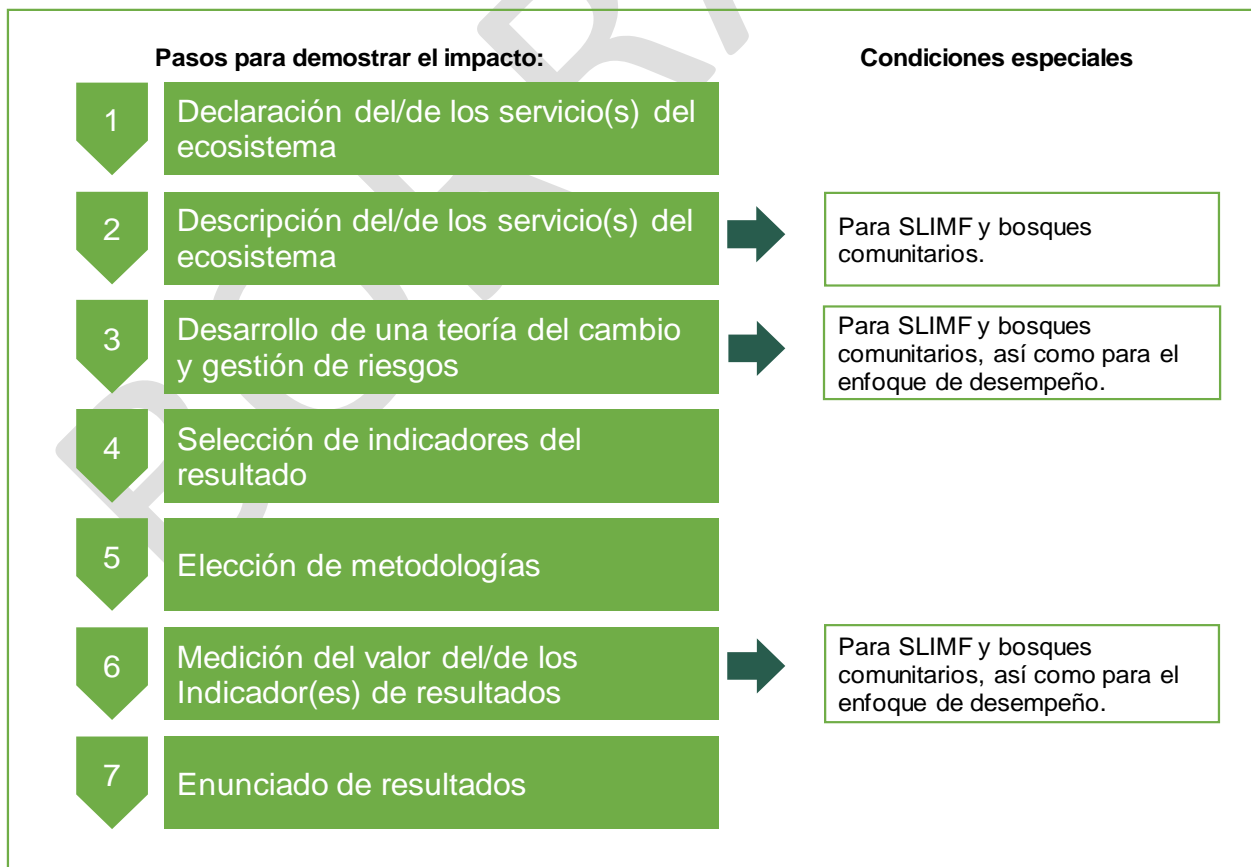 Pasos para demostrar el impacto:
Condiciones especiales
1
Declaración del/de los servicio(s) del
ecosistema
2
Descripción del/de los servicio(s) del
ecosistema
Para SLIMF y bosques
comunitarios.
3
Desarrollo de una teoría del cambio
y gestión de riesgos
Para SLIMF y bosques
comunitarios, así como para el
enfoque de desempeño.
4
Selección de indicadores del
resultado
5
Elección de metodologías
6
Medición del valor del/de los
Indicador(es) de resultados
Para SLIMF y bosques
comunitarios, así como para el
enfoque de desempeño.
7
Enunciado de resultados